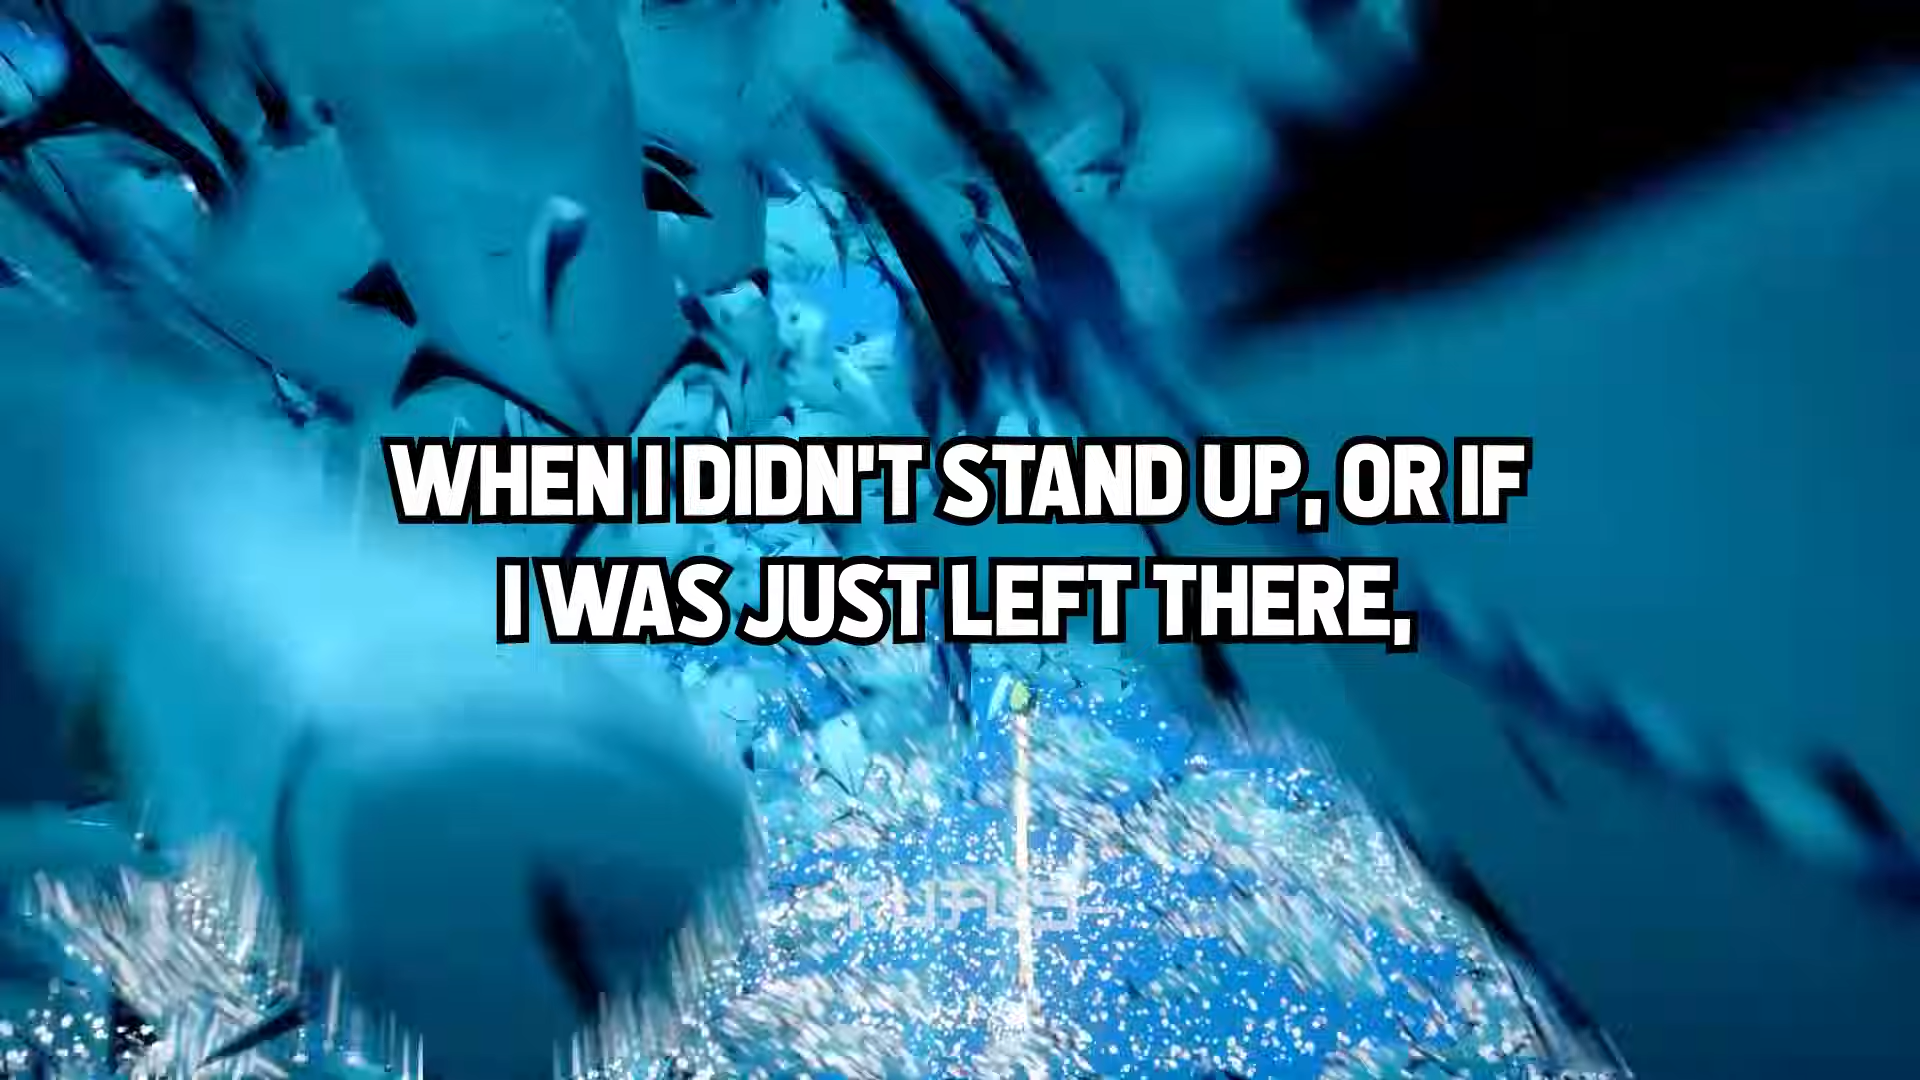 WHEN I DIDN'T STAND UP, OR IF
I WAS JUST LEFT THERE,